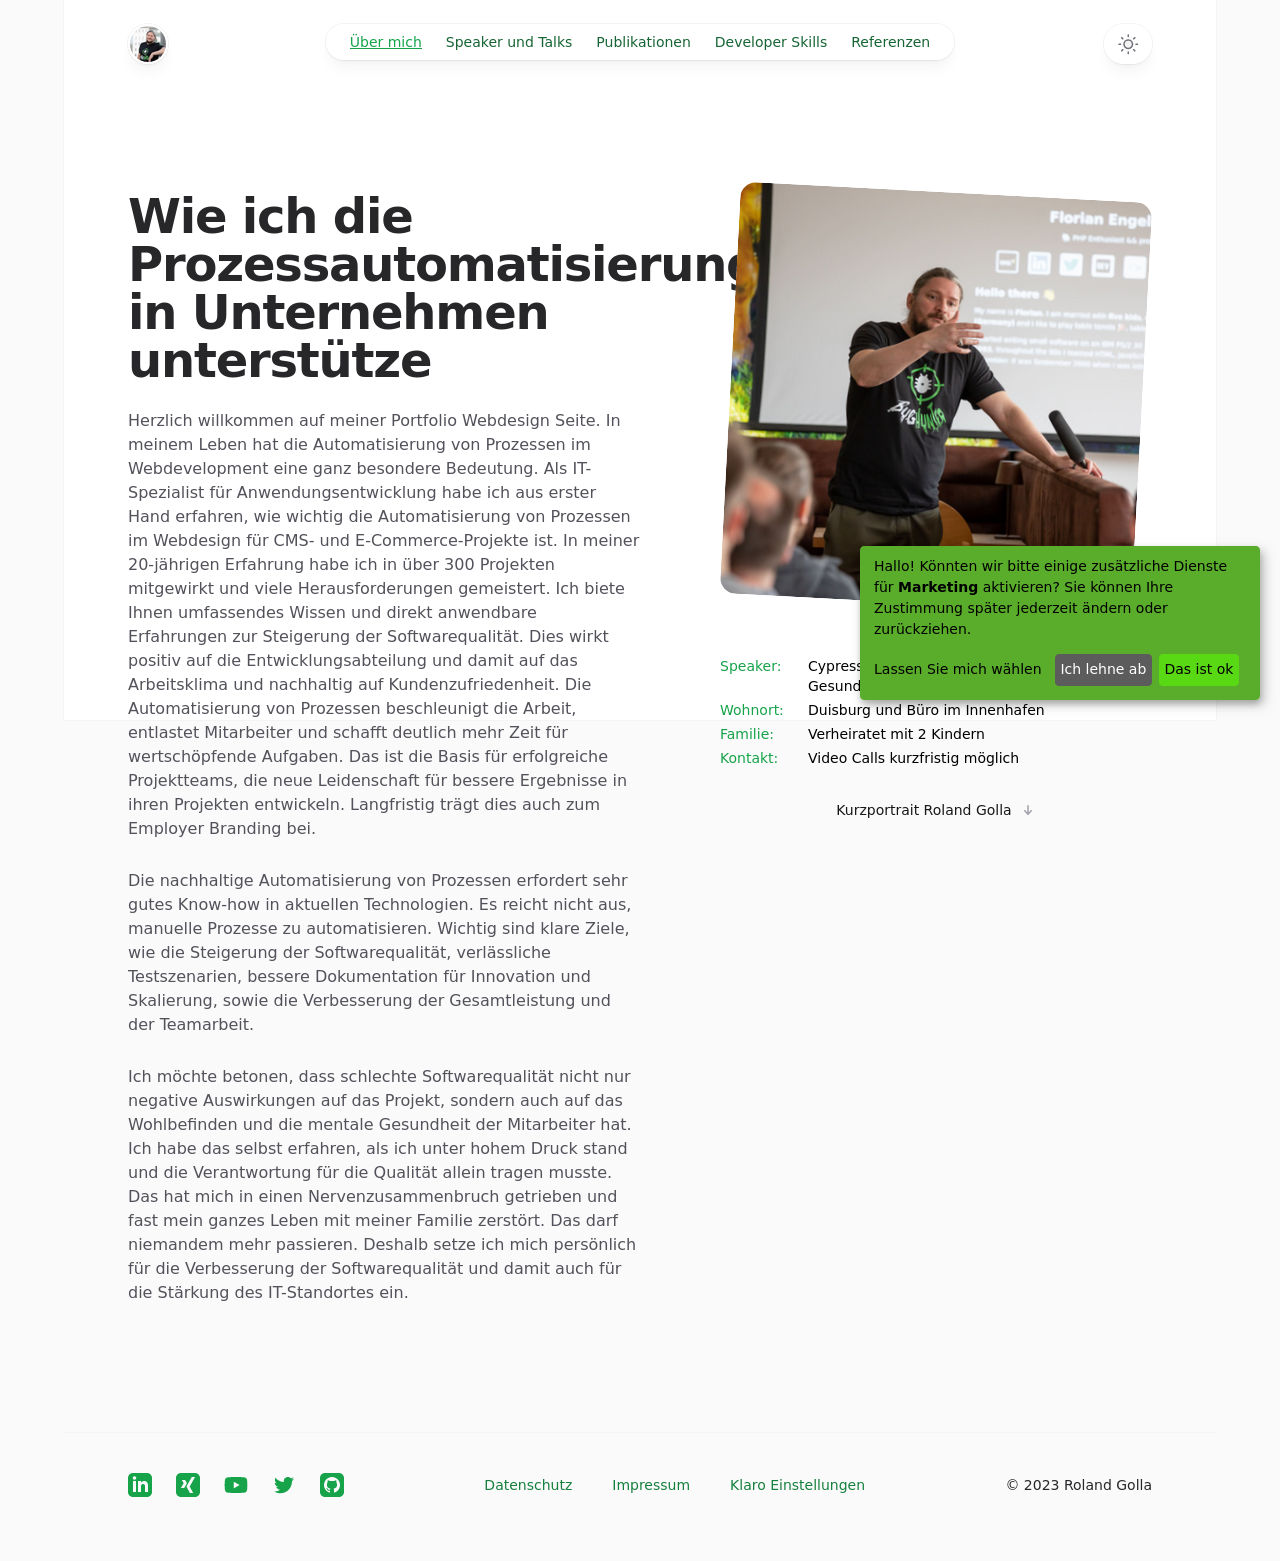 Über mich Speaker und Talks Publikationen Developer Skills Referenzen
Wie ich die
Prozessautomatisierung
in Unternehmen
unterstütze
Herzlich willkommen auf meiner Portfolio Webdesign Seite. In
meinem Leben hat die Automatisierung von Prozessen im
Webdevelopment eine ganz besondere Bedeutung. Als IT-
Spezialist für Anwendungsentwicklung habe ich aus erster
Hand erfahren, wie wichtig die Automatisierung von Prozessen
im Webdesign für CMS- und E-Commerce-Projekte ist. In meiner
20-jährigen Erfahrung habe ich in über 300 Projekten
mitgewirkt und viele Herausforderungen gemeistert. Ich biete
Ihnen umfassendes Wissen und direkt anwendbare
Erfahrungen zur Steigerung der Softwarequalität. Dies wirkt
positiv auf die Entwicklungsabteilung und damit auf das
Arbeitsklima und nachhaltig auf Kundenzufriedenheit. Die
Automatisierung von Prozessen beschleunigt die Arbeit,
entlastet Mitarbeiter und schafft deutlich mehr Zeit für
wertschöpfende Aufgaben. Das ist die Basis für erfolgreiche
Projektteams, die neue Leidenschaft für bessere Ergebnisse in
ihren Projekten entwickeln. Langfristig trägt dies auch zum
Employer Branding bei.
Die nachhaltige Automatisierung von Prozessen erfordert sehr
gutes Know-how in aktuellen Technologien. Es reicht nicht aus,
manuelle Prozesse zu automatisieren. Wichtig sind klare Ziele,
wie die Steigerung der Softwarequalität, verlässliche
Testszenarien, bessere Dokumentation für Innovation und
Skalierung, sowie die Verbesserung der Gesamtleistung und
der Teamarbeit.
Ich möchte betonen, dass schlechte Softwarequalität nicht nur
negative Auswirkungen auf das Projekt, sondern auch auf das
Wohlbefinden und die mentale Gesundheit der Mitarbeiter hat.
Ich habe das selbst erfahren, als ich unter hohem Druck stand
und die Verantwortung für die Qualität allein tragen musste.
Das hat mich in einen Nervenzusammenbruch getrieben und
fast mein ganzes Leben mit meiner Familie zerstört. Das darf
niemandem mehr passieren. Deshalb setze ich mich persönlich
für die Verbesserung der Softwarequalität und damit auch für
die Stärkung des IT-Standortes ein.
Florian Engel
Hello there
BugHunter
Hallo! Könnten wir bitte einige zusätzliche Dienste
für Marketing aktivieren? Sie können Ihre
Zustimmung später jederzeit ändern oder
zurückziehen.
Lassen Sie mich wählen Ich lehne ab Das ist ok
Speaker: Cypress
Gesund
Wohnort: Duisburg und Büro im Innenhafen
Familie: Verheiratet mit 2 Kindern
Kontakt: Video Calls kurzfristig möglich
Kurzportrait Roland Golla
Datenschutz Impressum Klaro Einstellungen © 2023 Roland Golla